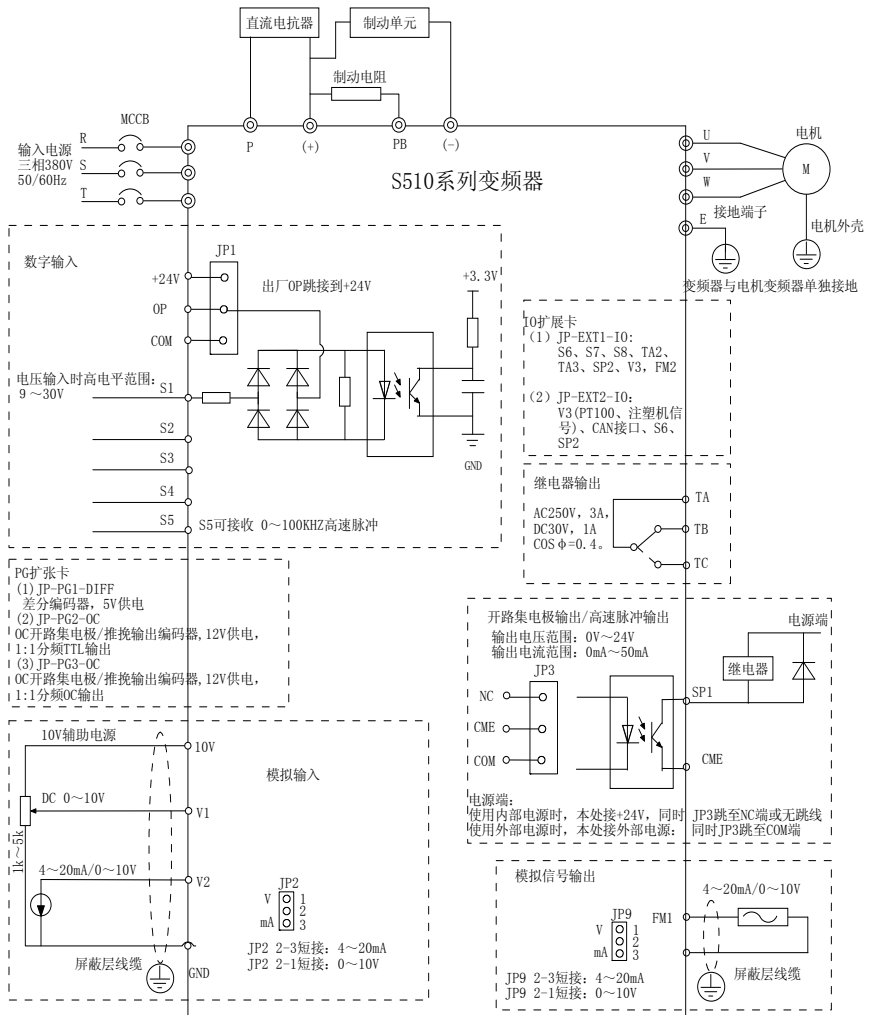 直流电抗器
制动单元
制动电阻
MCCB
P
(+)
PB
(-)
输入电源
三相380V
50/60Hz
R
S
T
S510系列变频器
U
V
W
E
电机
M
接地端子
电机外壳
变频器与电机变频器单独接地
数字输入
JP1
+24V
OP
COM
出厂OP跳接到+24V
+3.3V
电压输入时高电平范围:
9～30V
S1
S2
S3
S4
S5
S5可接收 0～100KHZ高速脉冲
GND
IO扩展卡
(1) JP-EXT1-IO:
S6、S7、S8、TA2、
TA3、SP2、V3, FM2
(2) JP-EXT2-IO:
V3(PT100、注塑机信
号)、CAN接口、S6、
SP2
继电器输出
AC250V, 3A,
DC30V, 1A
COSφ=0.4。
TA
TB
TC
PG扩张卡
(1)JP-PG1-DIFF
差分编码器, 5V供电
(2)JP-PG2-OC
OC开路集电极/推挽输出编码器,12V供电,
1:1分频TTL输出
(3)JP-PG3-OC
OC开路集电极/推挽输出编码器,12V供电,
1:1分频OC输出
开路集电极输出/高速脉冲输出
输出电压范围: 0V～24V
输出电流范围: 0mA～50mA
电源端
继电器
JP3
NC
CME
COM
SP1
CME
电源端:
使用内部电源时, 本处接+24V, 同时 JP3跳至NC端或无跳线
使用外部电源时, 本处接外部电源: 同时JP3跳至COM端
10V辅助电源
10V
模拟输入
DC 0～10V
V1
1k～5k
4～20mA/0～10V
V2
JP2
V 1
2
mA 3
JP2 2-3短接: 4～20mA
JP2 2-1短接: 0～10V
屏蔽层线缆
GND
模拟信号输出
4～20mA/0～10V
JP9
V 1
2
mA 3
FM1
JP9 2-3短接: 4～20mA
JP9 2-1短接: 0～10V
屏蔽层线缆